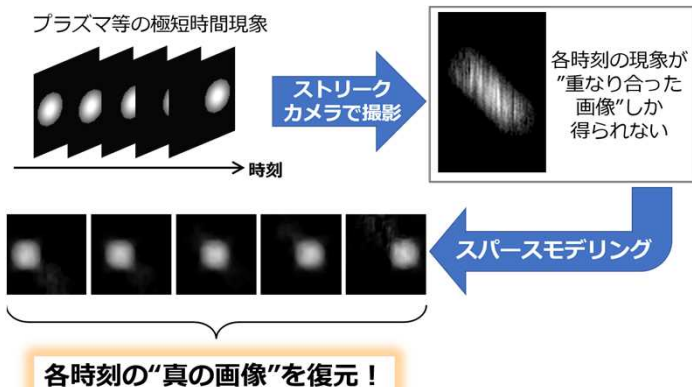 プラズマ等の極短時間現象
ストリーク
カメラで撮影
各時刻の現象が
”重なり合った
画像”しか
得られない
時刻
スパースモデリング
各時刻の“真の画像”を復元！